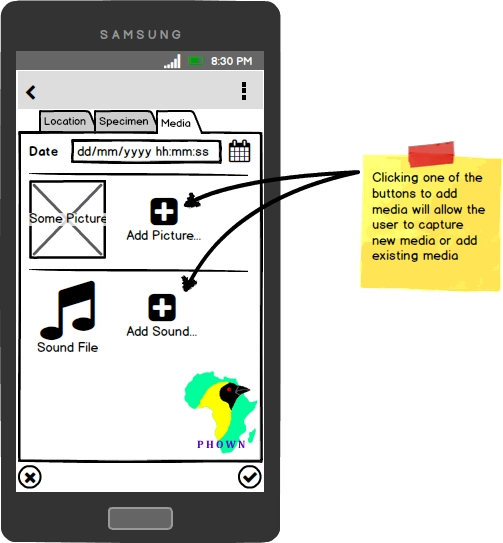 SAMSUNG
8:30 PM
Location Specimen Media
Date dd/mm/yyyy hh:mm:ss
Some Picture
Add Picture...
Sound File
Add Sound...
PHOWN
Clicking one of the
buttons to add
media will allow the
user to capture
new media or add
existing media